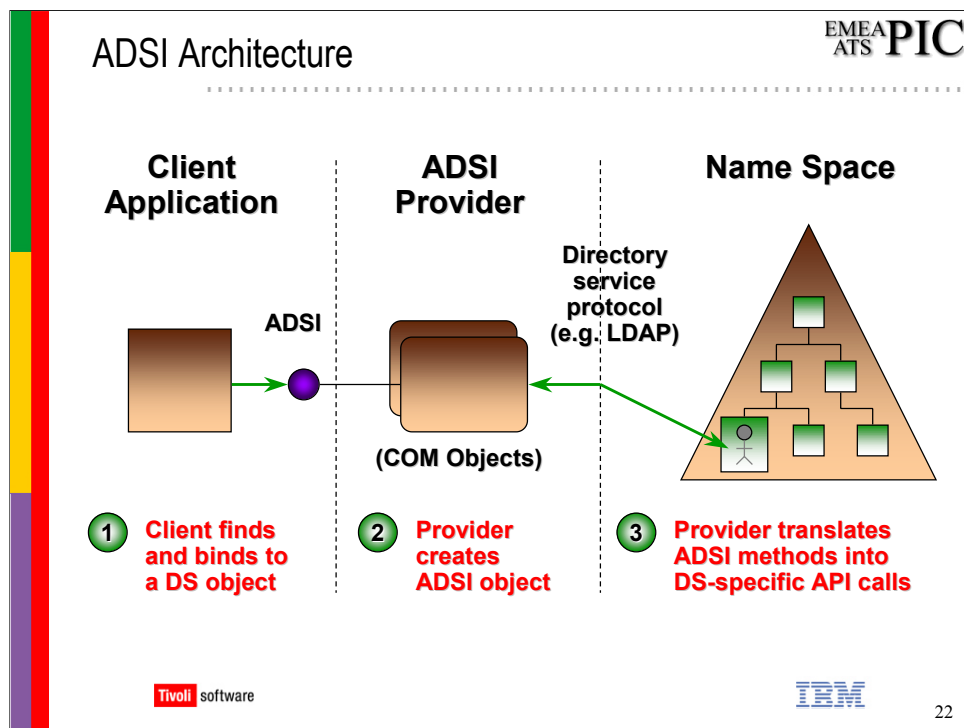 ADSI Architecture
EMEA
ATS PIC
Client
Application
ADSI
Provider
Name Space
ADSI
Directory
service
protocol
(e.g. LDAP)
(COM Objects)
1
Client finds
and binds to
a DS object
2
Provider
creates
ADSI object
3
Provider translates
ADSI methods into
DS-specific API calls
Tivoli software
IBM
22